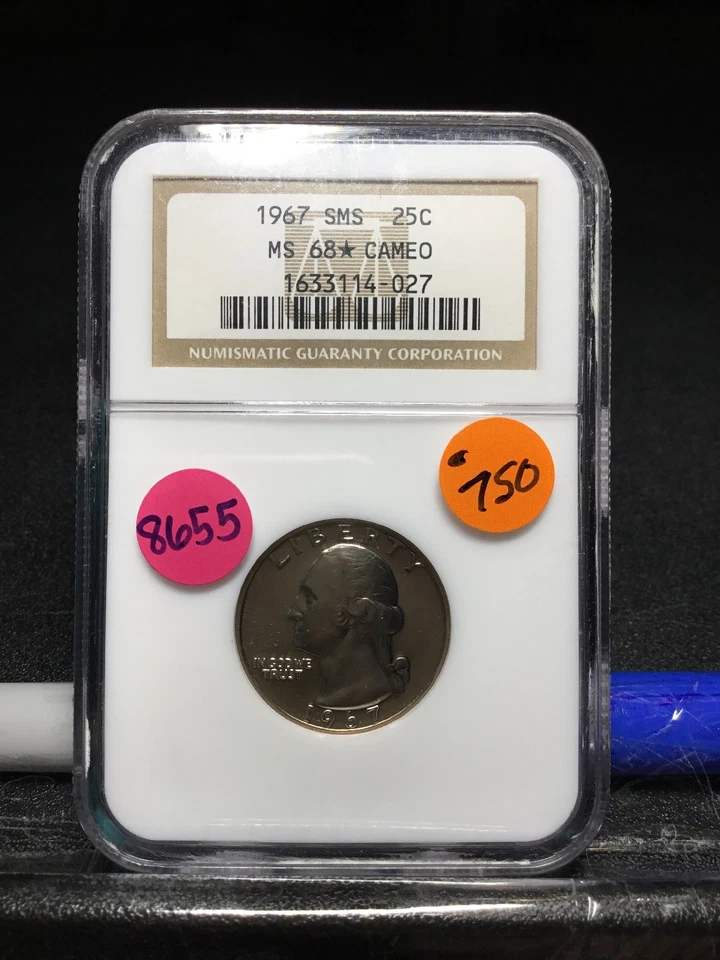 1967 SMS 25C
MS 68★ CAMEO
1633114-027
NUMISMATIC GUARANTY CORPORATION
8655
750
LIBERTY
IN GOD WE
TRUST
1967